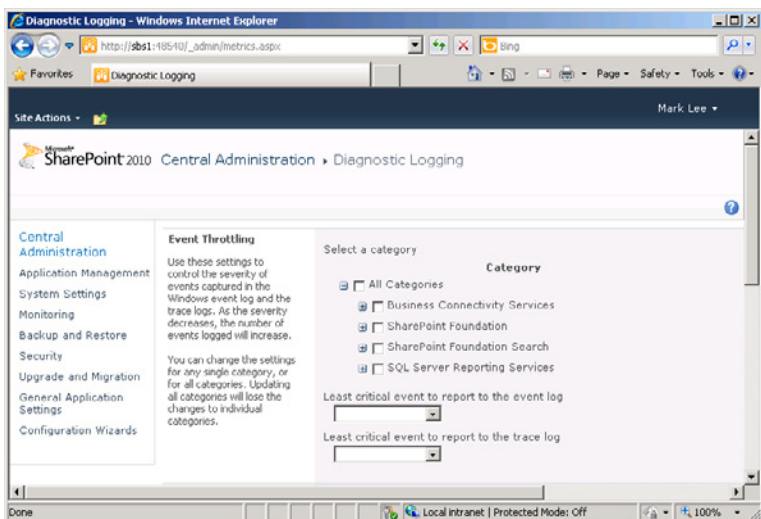 Diagnostic Logging - Windows Internet Explorer
http://sbs1:48540/_admin/metrics.aspx
Bing
Favorites
Diagnostic Logging
Page
Safety
Tools
Site Actions
Mark Lee
Microsoft
SharePoint 2010
Central Administration
Diagnostic Logging
Central
Administration
Application Management
System Settings
Monitoring
Backup and Restore
Security
Upgrade and Migration
General Application
Settings
Configuration Wizards
Event Throttling
Use these settings to
control the severity of
events captured in the
Windows event log and the
trace logs. As the severity
decreases, the number of
events logged will increase.
You can change the settings
for any single category, or
for all categories. Updating
all categories will lose the
changes to individual
categories.
Select a category
Category
All Categories
Business Connectivity Services
SharePoint Foundation
SharePoint Foundation Search
SQL Server Reporting Services
Least critical event to report to the event log
Least critical event to report to the trace log
Done
Local intranet | Protected Mode: Off
100%